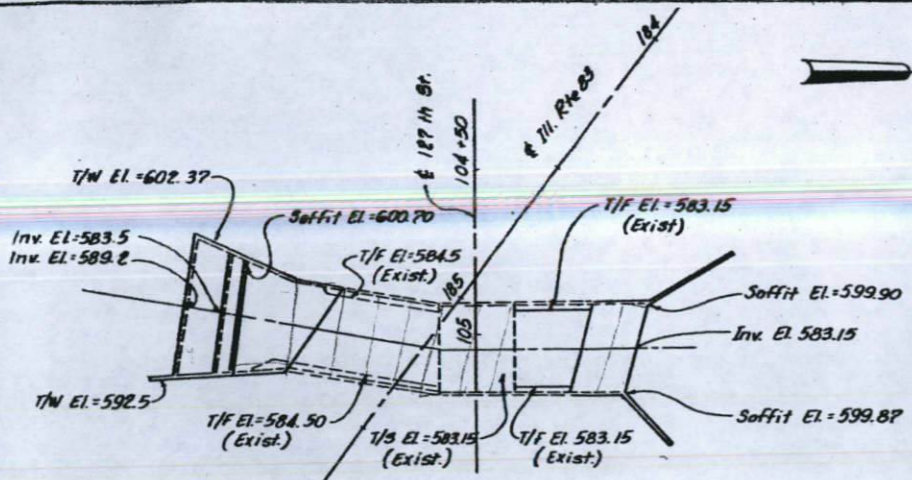 184
℄ 127 th St.
104+50
℄ Ill. Rte 83
T/W El. =602.37
T/F El. =583.15
(Exist)
Soffit El.=600.70
Inv. El.=583.5
Inv. El.=589.2
T/F El=584.5
(Exist.)
185
105
Soffit El.=599.90
Inv. El. 583.15
T/W El.=592.5
T/F El.=584.50
(Exist.)
T/S El.=583.15
(Exist.)
T/F El. 583.15
(Exist.)
Soffit El. =599.87